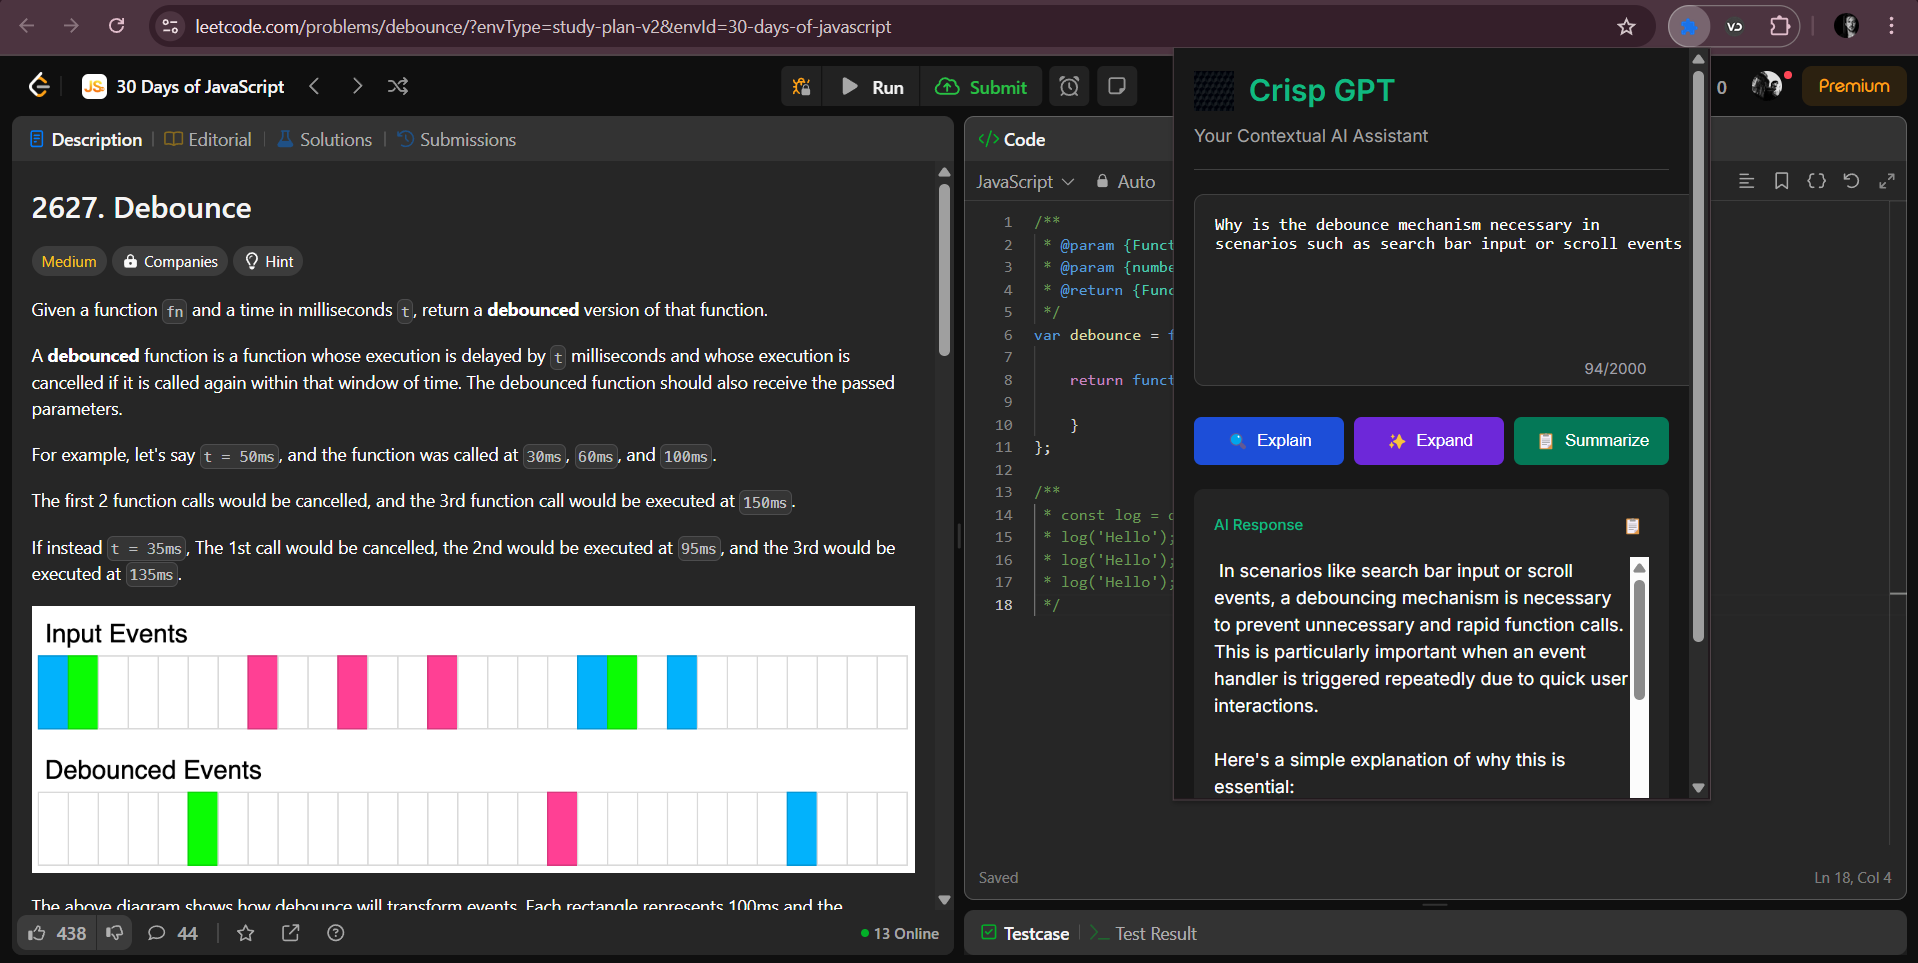 leetcode.com/problems/debounce/?envType=study-plan-v2&envId=30-days-of-javascript
JS 30 Days of JavaScript
Run
Submit
0
Premium
Description
Editorial
Solutions
Submissions
2627. Debounce
Medium
Companies
Hint
Given a function fn and a time in milliseconds t, return a debounced version of that function.
A debounced function is a function whose execution is delayed by t milliseconds and whose execution is
cancelled if it is called again within that window of time. The debounced function should also receive the passed
parameters.
For example, let's say t = 50ms, and the function was called at 30ms, 60ms, and 100ms.
The first 2 function calls would be cancelled, and the 3rd function call would be executed at 150ms.
If instead t = 35ms, The 1st call would be cancelled, the 2nd would be executed at 95ms, and the 3rd would be
executed at 135ms.
Input Events
Debounced Events
The above diagram shows how debounce will transform events. Each rectangle represents 100ms and the
438
44
13 Online
</> Code
JavaScript
Auto
1 /**
2 * @param {Funct
3 * @param {numbe
4 * @return {Func
5 */
6 var debounce = f
7
8 return funct
9
10 }
11 };
12
13 /**
14 * const log = d
15 * log('Hello');
16 * log('Hello');
17 * log('Hello');
18 */
Saved
Ln 18, Col 4
Testcase
Test Result
Crisp GPT
Your Contextual AI Assistant
Why is the debounce mechanism necessary in
scenarios such as search bar input or scroll events
94/2000
Explain
Expand
Summarize
AI Response
In scenarios like search bar input or scroll
events, a debouncing mechanism is necessary
to prevent unnecessary and rapid function calls.
This is particularly important when an event
handler is triggered repeatedly due to quick user
interactions.
Here's a simple explanation of why this is
essential: